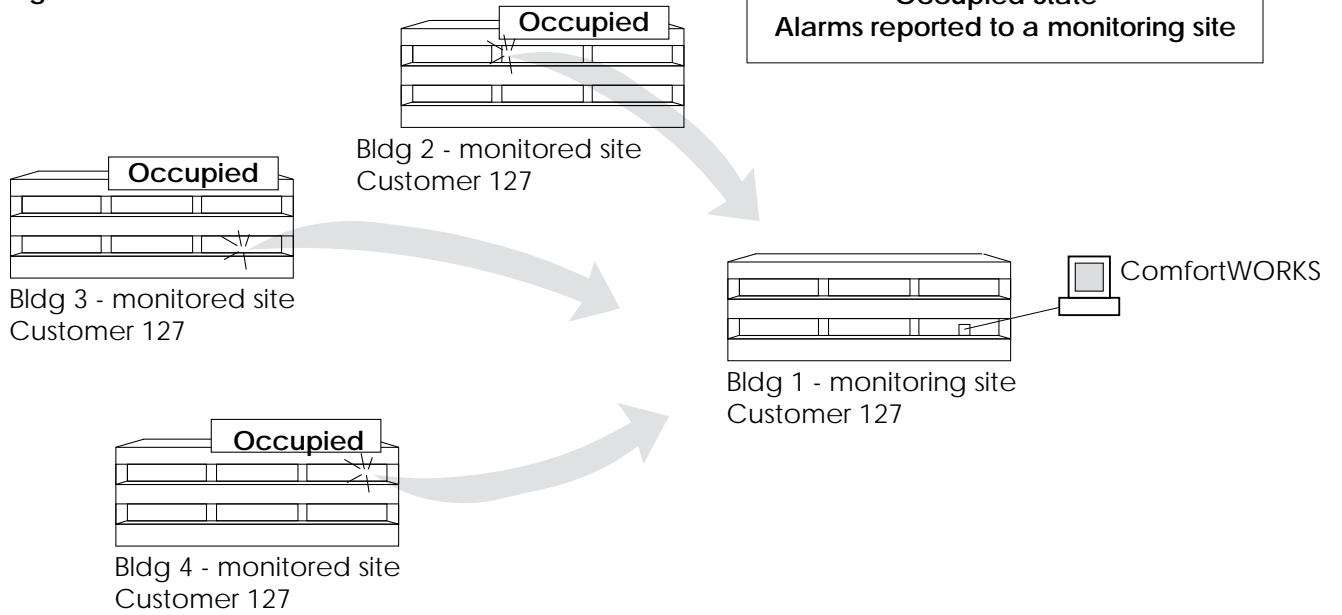 Occupied state
Alarms reported to a monitoring site
Occupied
Bldg 2 - monitored site
Customer 127
Occupied
Bldg 3 - monitored site
Customer 127
ComfortWORKS
Bldg 1 - monitoring site
Customer 127
Occupied
Bldg 4 - monitored site
Customer 127